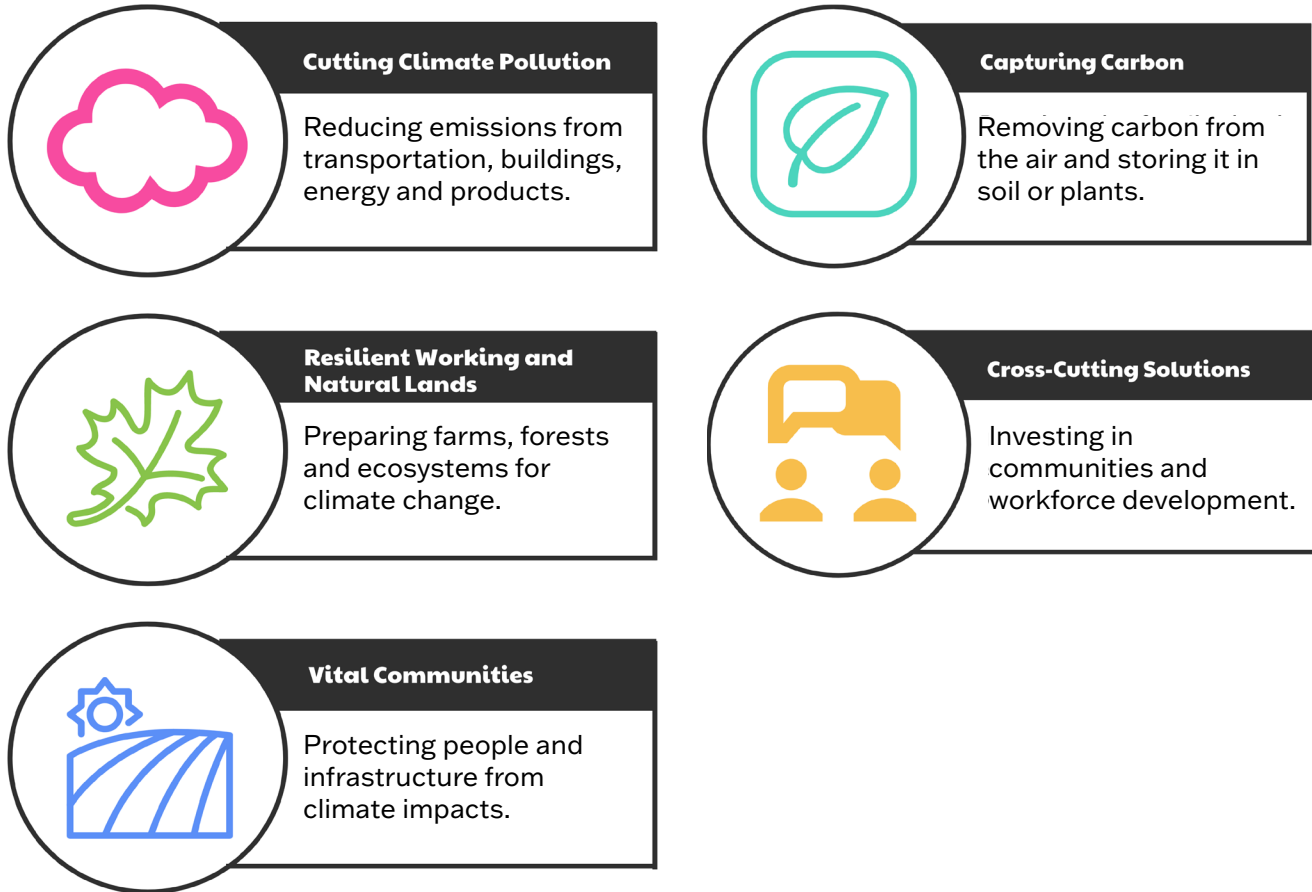 Cutting Climate Pollution
Reducing emissions from
transportation, buildings,
energy and products.
Capturing Carbon
Removing carbon from
the air and storing it in
soil or plants.
Resilient Working and
Natural Lands
Preparing farms, forests
and ecosystems for
climate change.
Cross-Cutting Solutions
Investing in
communities and
workforce development.
Vital Communities
Protecting people and
infrastructure from
climate impacts.